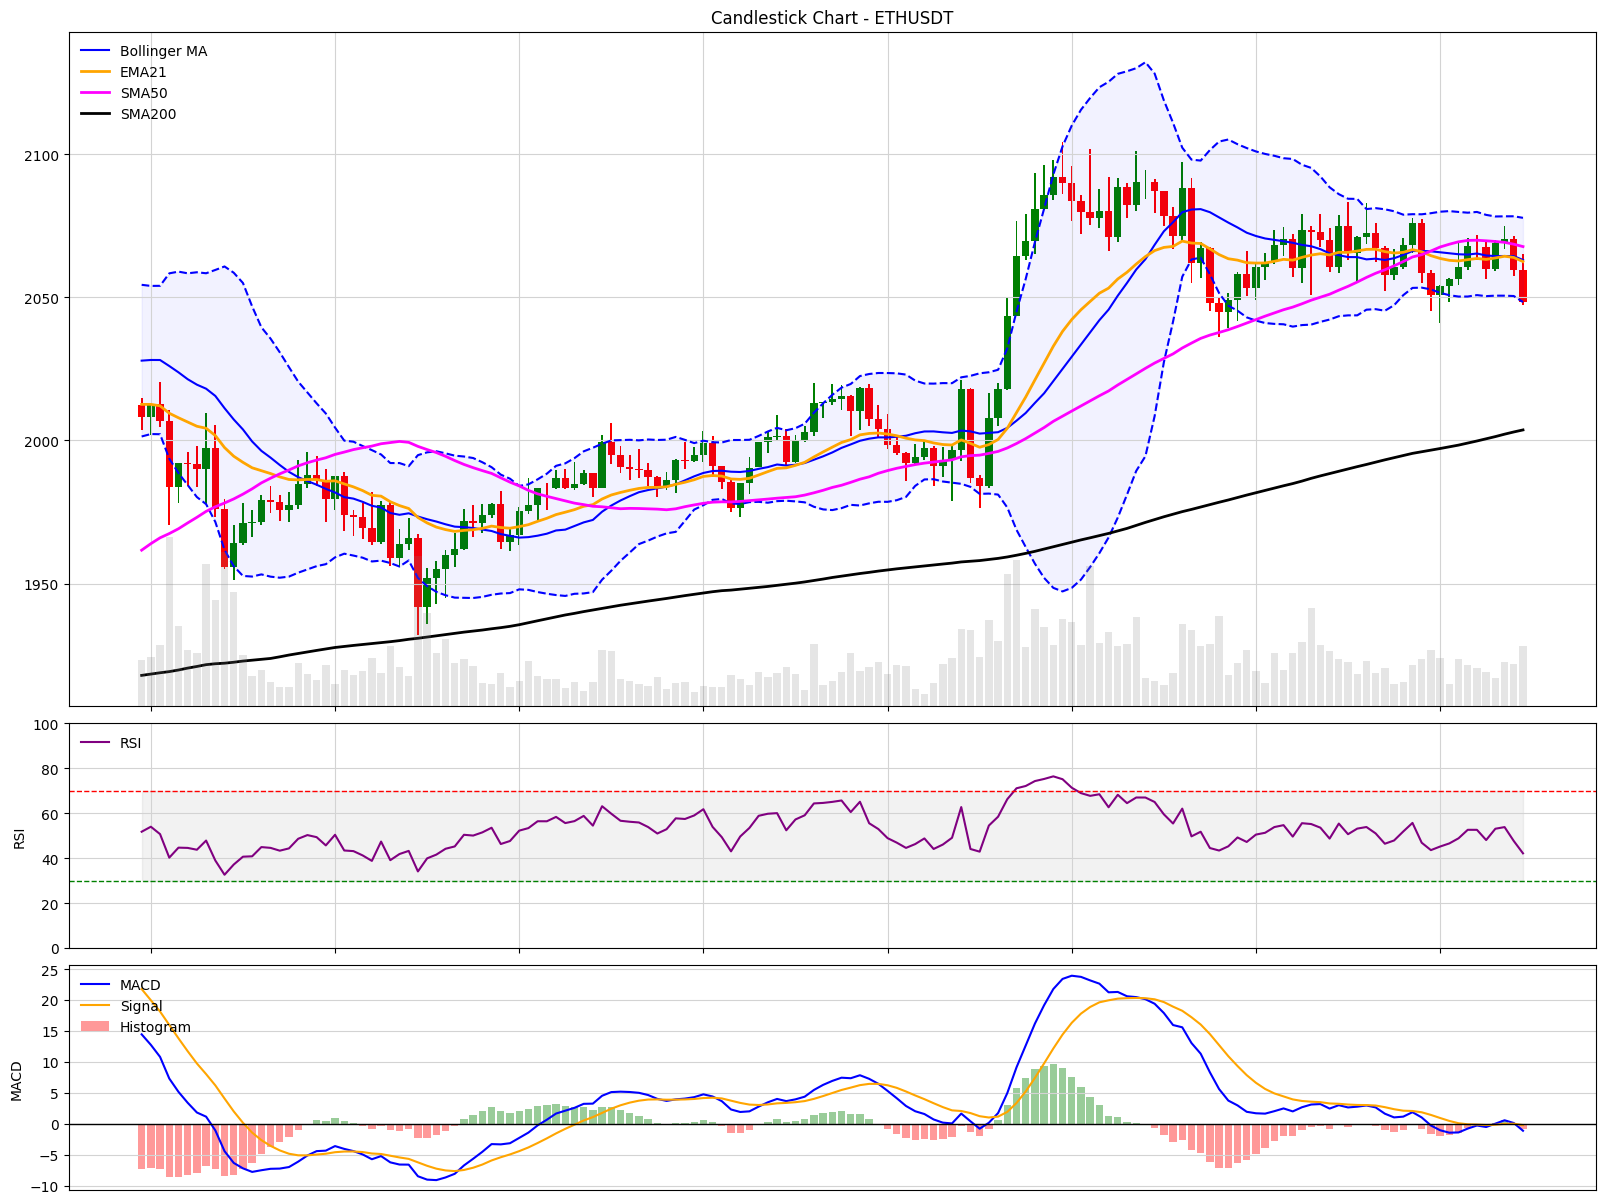 Candlestick Chart - ETHUSDT
Bollinger MA
EMA21
SMA50
SMA200
2100
2050
2000
1950
RSI
100
80
60
40
20
0
RSI
MACD
Signal
Histogram
25
20
15
10
5
0
−5
−10
MACD